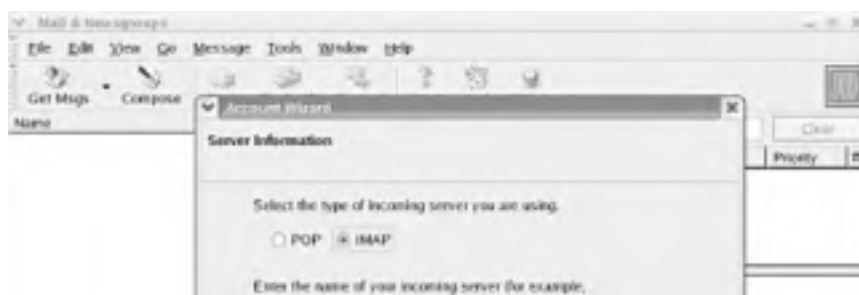 Mail & Newsgroups
File Edit View Go Message Tools Window Help
Get Msgs Compose
Account Wizard
Name
Clear
Server Information
Priority
Select the type of incoming server you are using.
POP IMAP
Enter the name of your incoming server (for example,